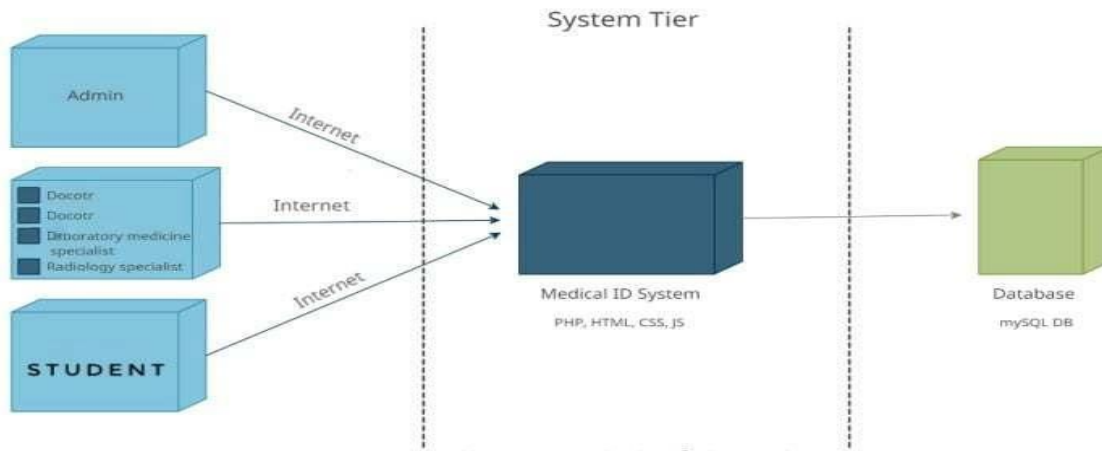 System Tier
Admin
Internet
Docotr
Docotr
Internet
laboratory medicine
specialist
Radiology specialist
Internet
STUDENT
Medical ID System
PHP, HTML, CSS, JS
Database
mySQL DB